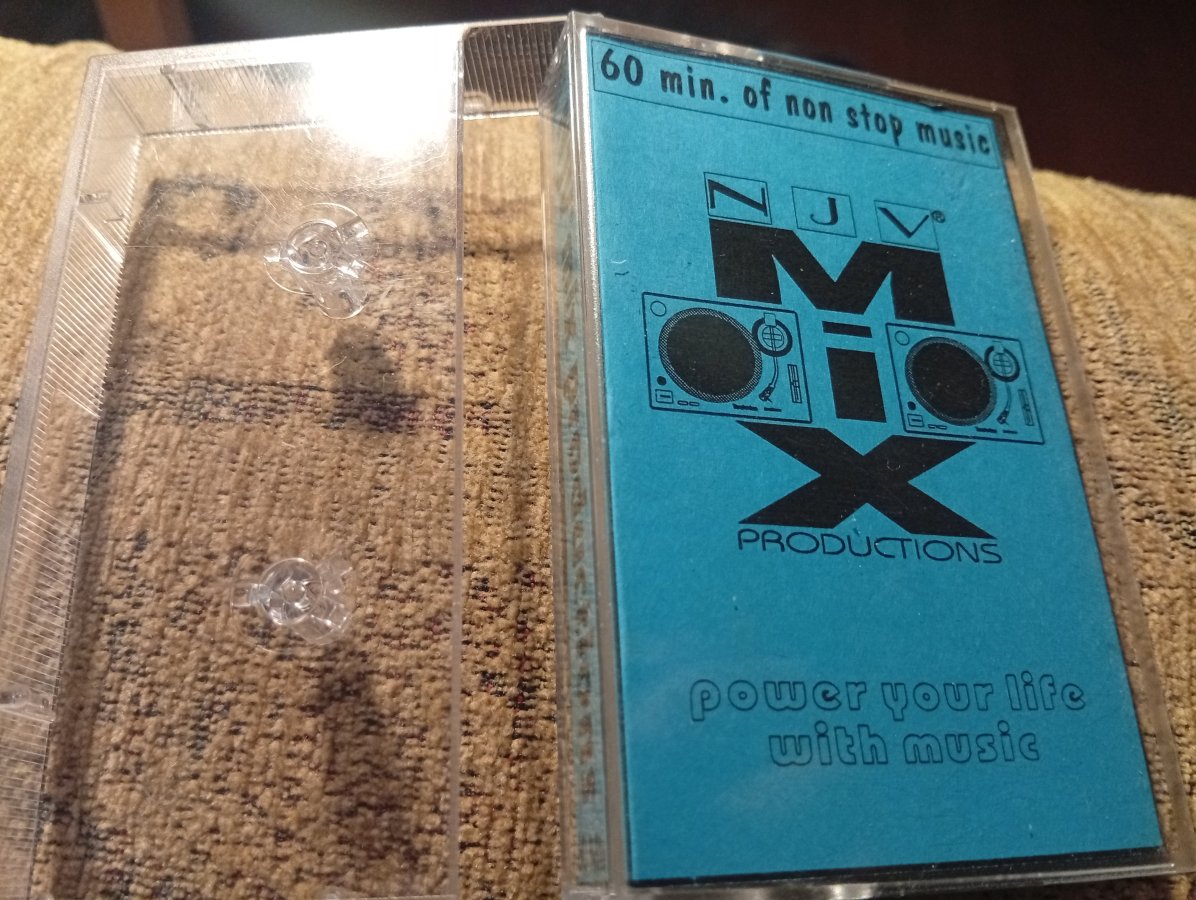 60 min. of non stop music
N J V®
MiX
PRODUCTIONS
power your life
with music